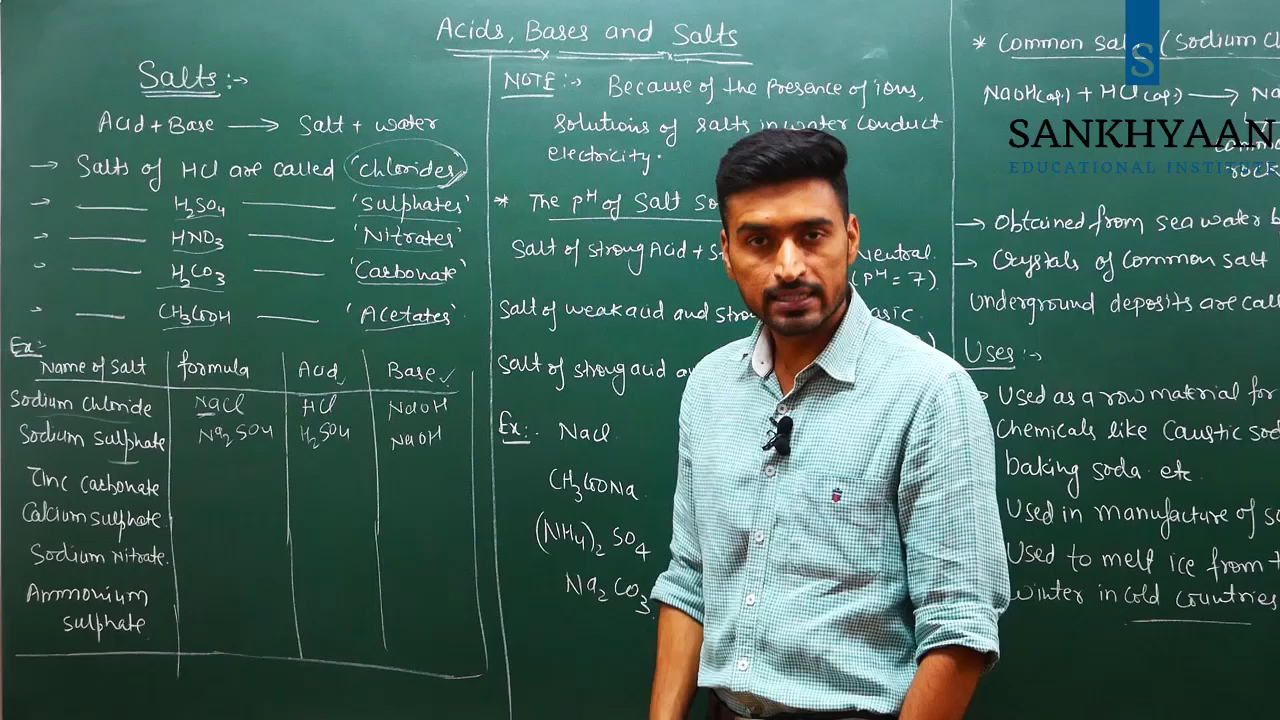 Acids, Bases and Salts
Salts:-
Acid + Base → Salt + water
→ Salts of HCl are called 'Chlorides'
H₂SO₄ 'Sulphates'
HNO₃ 'Nitrates'
H₂CO₃ 'Carbonate'
CH₃COOH 'Acetates'
Ex:-
Name of Salt formula Acid Base
Sodium Chloride NaCl HCl NaOH
Sodium Sulphate Na₂SO₄ H₂SO₄ NaOH
Zinc Carbonate
Calcium Sulphate
Sodium Nitrate
Ammonium
Sulphate
NOTE:- Because of the presence of ions,
Solutions of salts in water conduct
electricity.
* The pH of Salt So
Salt of strong Acid + S Neutral
(pH = 7)
Salt of weak acid and stro asic
Salt of strong acid a
Ex:- NaCl
CH₃COONa
(NH₄)₂ SO₄
Na₂CO₃
* Common Sa (Sodium Cl
NaOH(aq) + HCl(aq) → Na
Common
rock
→ Obtained from sea water b
→ Crystals of Common Salt
Underground deposits are call
Uses:-
Used as a row material for
Chemicals like Caustic sod
baking soda etc
Used in manufacture of so
Used to melt ice from t
winter in cold countries
S
SANKHYAAN
EDUCATIONAL INSTITUTE